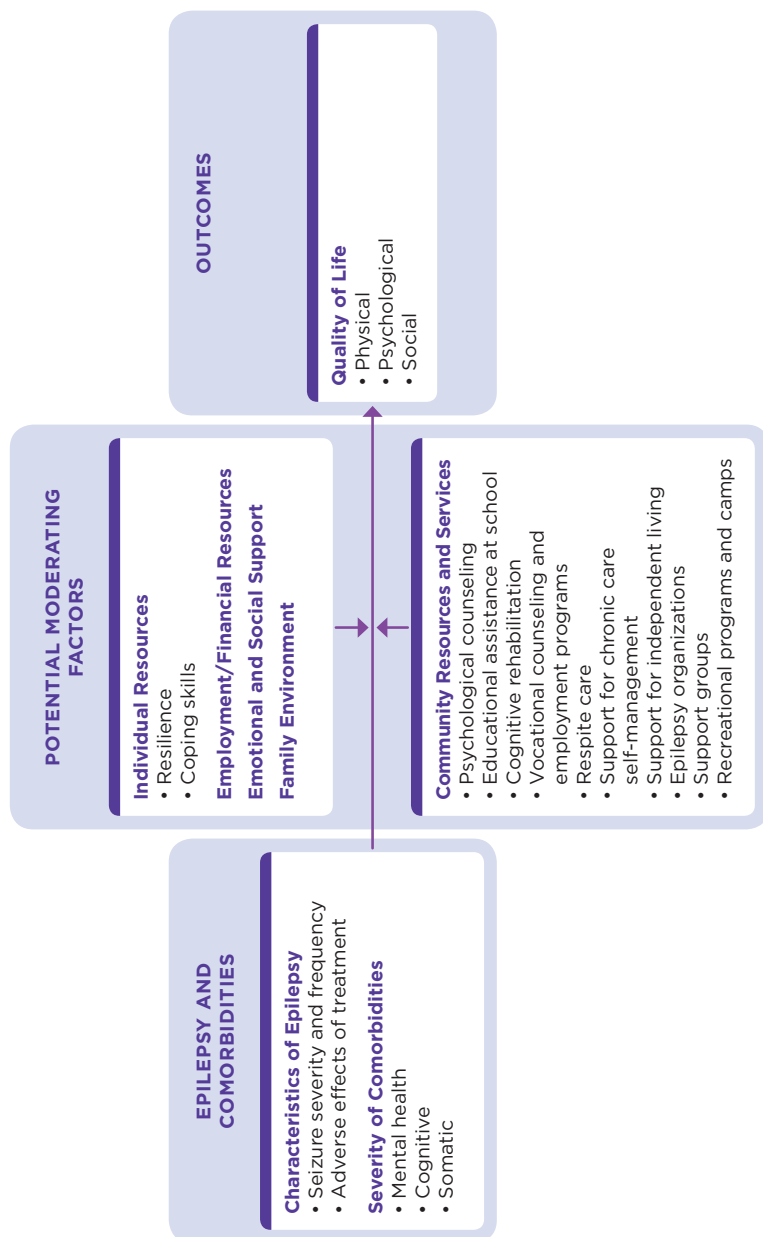 EPILEPSY AND
COMORBIDITIES
Characteristics of Epilepsy
• Seizure severity and frequency
• Adverse effects of treatment
Severity of Comorbidities
• Mental health
• Cognitive
• Somatic
POTENTIAL MODERATING
FACTORS
Individual Resources
• Resilience
• Coping skills
Employment/Financial Resources
Emotional and Social Support
Family Environment
Community Resources and Services
• Psychological counseling
• Educational assistance at school
• Cognitive rehabilitation
• Vocational counseling and
employment programs
• Respite care
• Support for chronic care
self-management
• Support for independent living
• Epilepsy organizations
• Support groups
• Recreational programs and camps
OUTCOMES
Quality of Life
• Physical
• Psychological
• Social